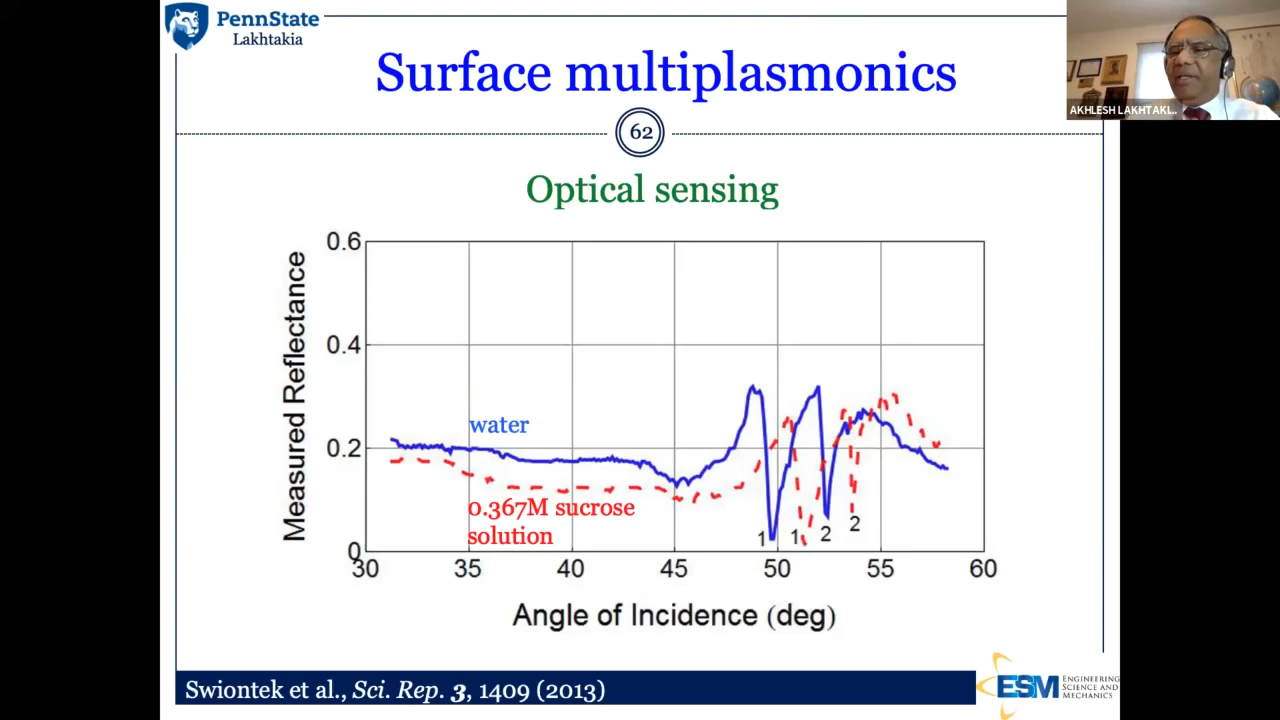 PennState
Lakhtakia
AKHLESH LAKHTAKI...
Surface multiplasmonics
62
Optical sensing
0.6
0.4
0.2
0
Measured Reflectance
water
0.367M sucrose
solution
1
1
2
2
30
35
40
45
50
55
60
Angle of Incidence (deg)
Swiontek et al., Sci. Rep. 3, 1409 (2013)
ESM
ENGINEERING
SCIENCE AND
MECHANICS